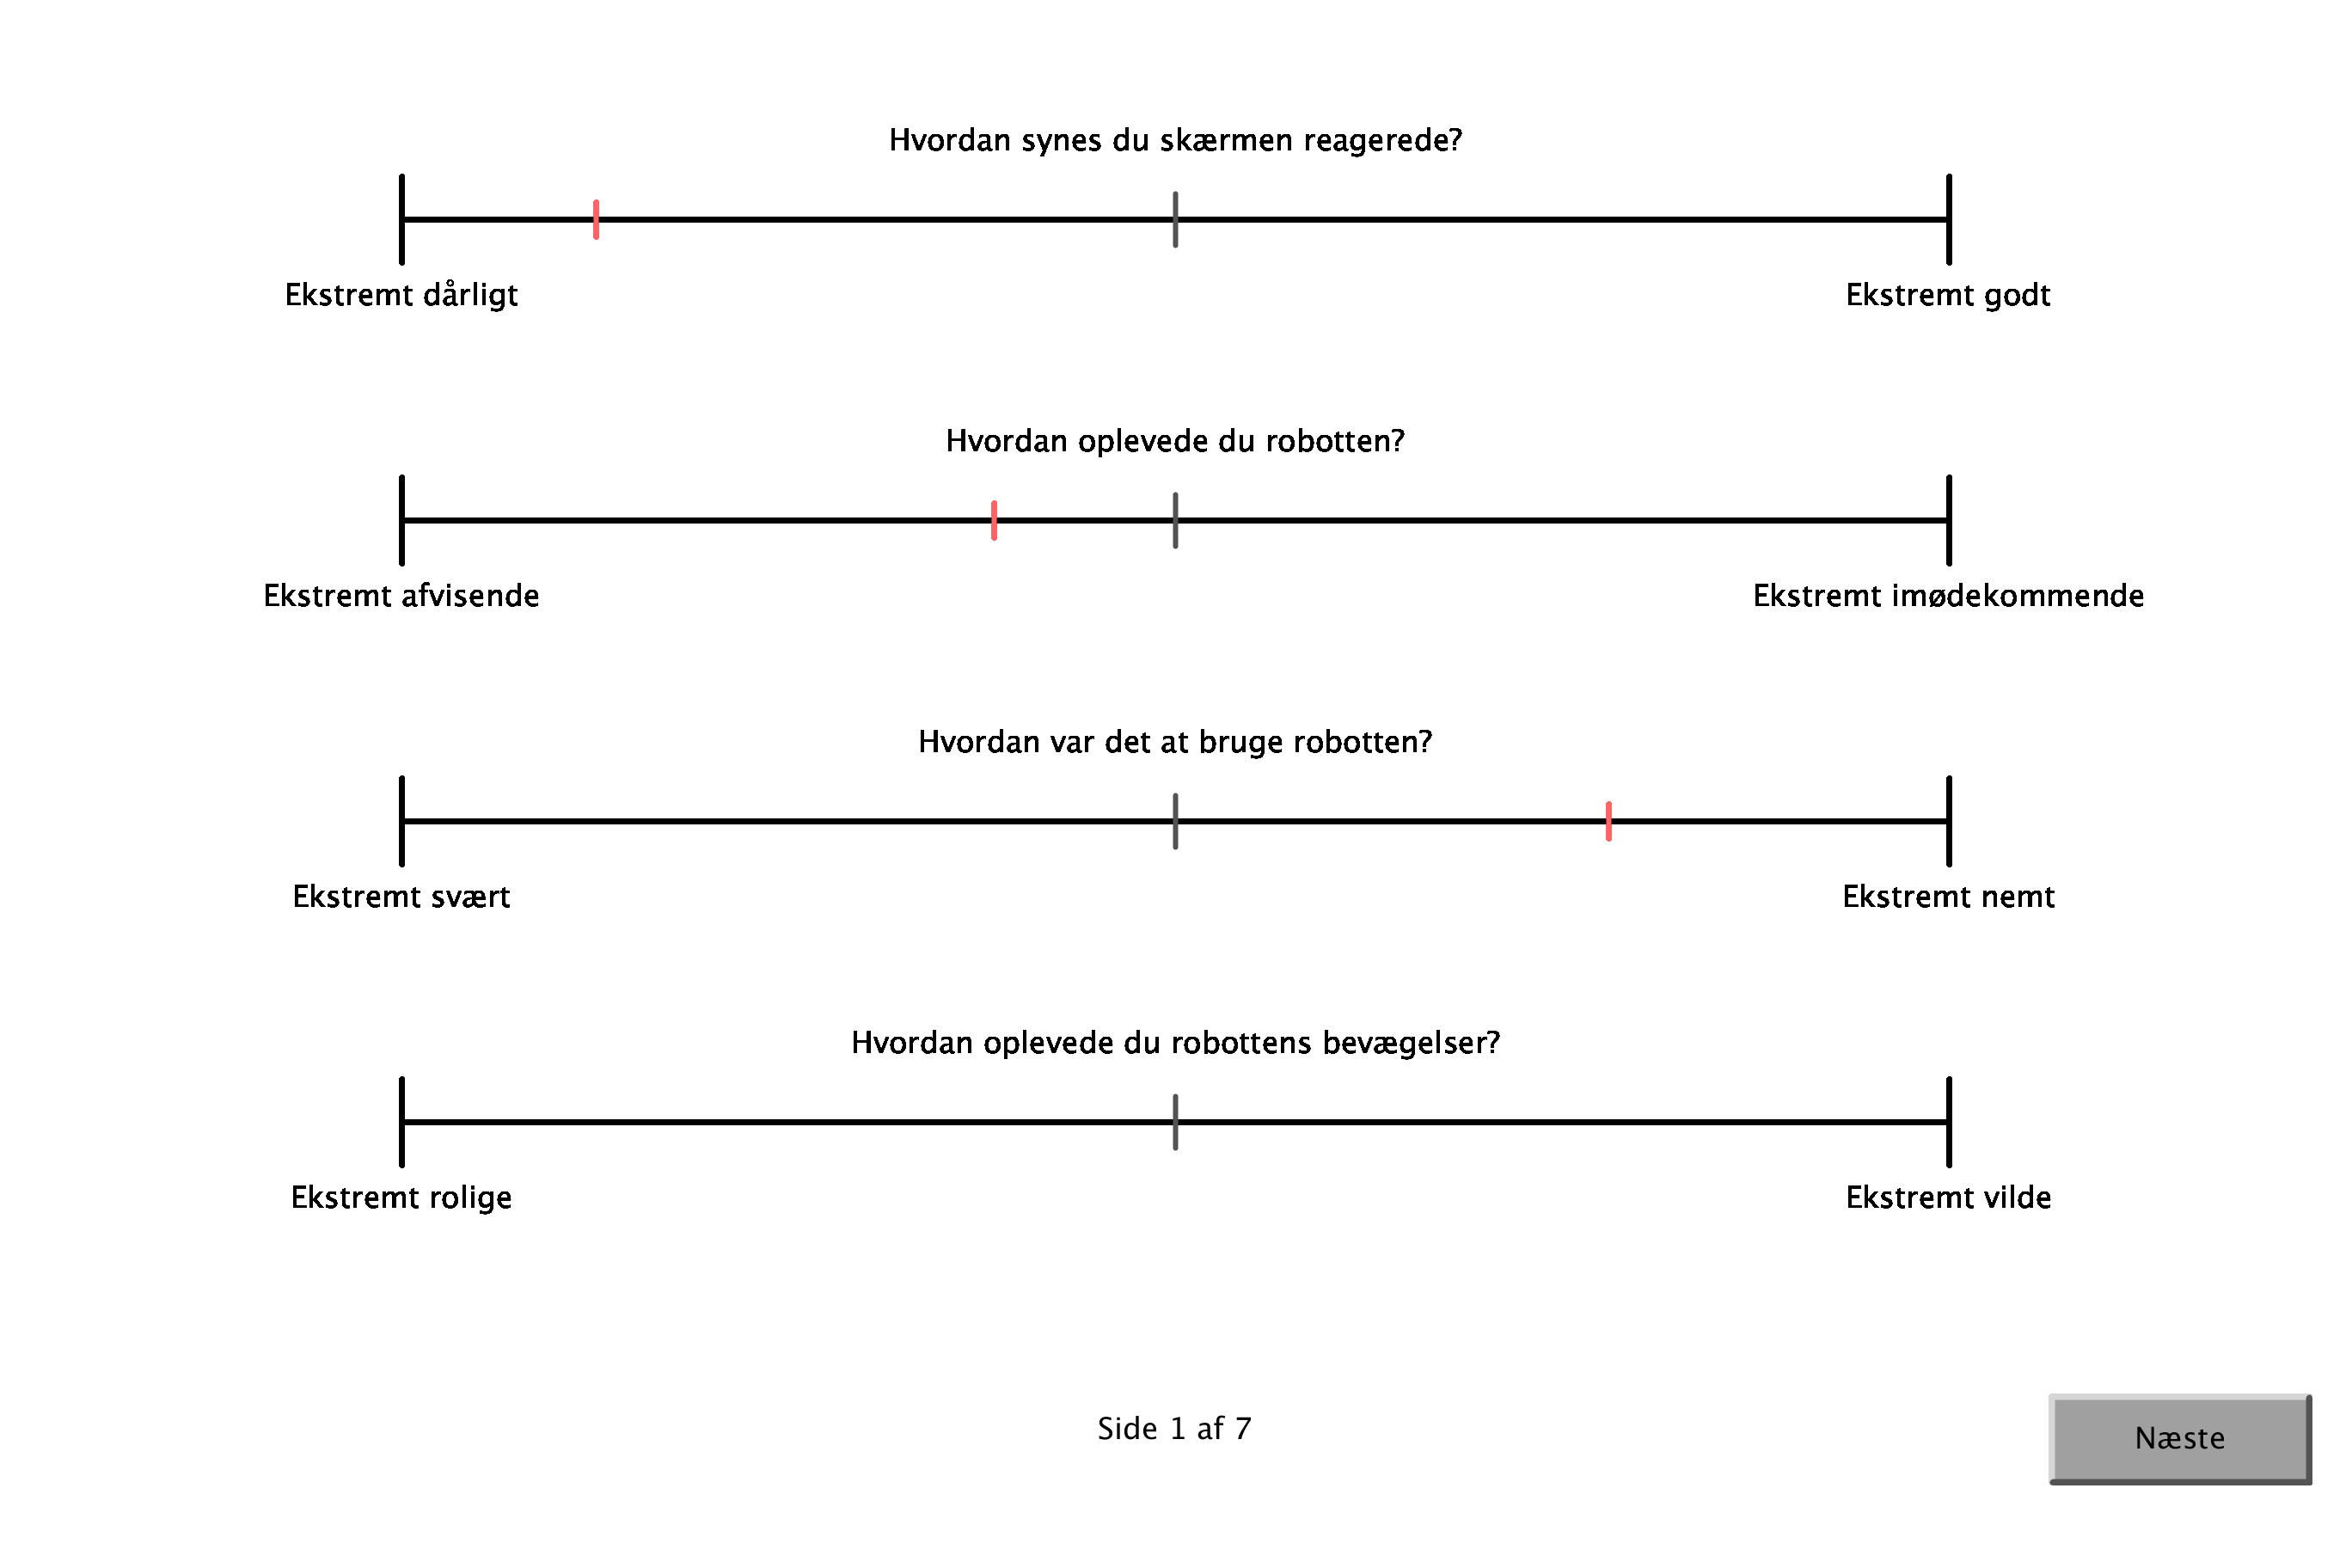 Hvordan synes du skærmen reagerede?
Ekstremt dårligt
Ekstremt godt
Hvordan oplevede du robotten?
Ekstremt afvisende
Ekstremt imødekommende
Hvordan var det at bruge robotten?
Ekstremt svært
Ekstremt nemt
Hvordan oplevede du robottens bevægelser?
Ekstremt rolige
Ekstremt vilde
Side 1 af 7
Næste